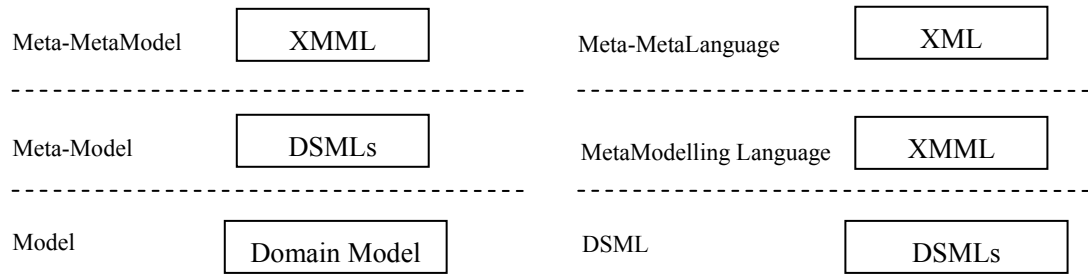 Meta-MetaModel XMML
Meta-MetaLanguage XML
Meta-Model DSMLs
MetaModelling Language XMML
Model Domain Model
DSML DSMLs